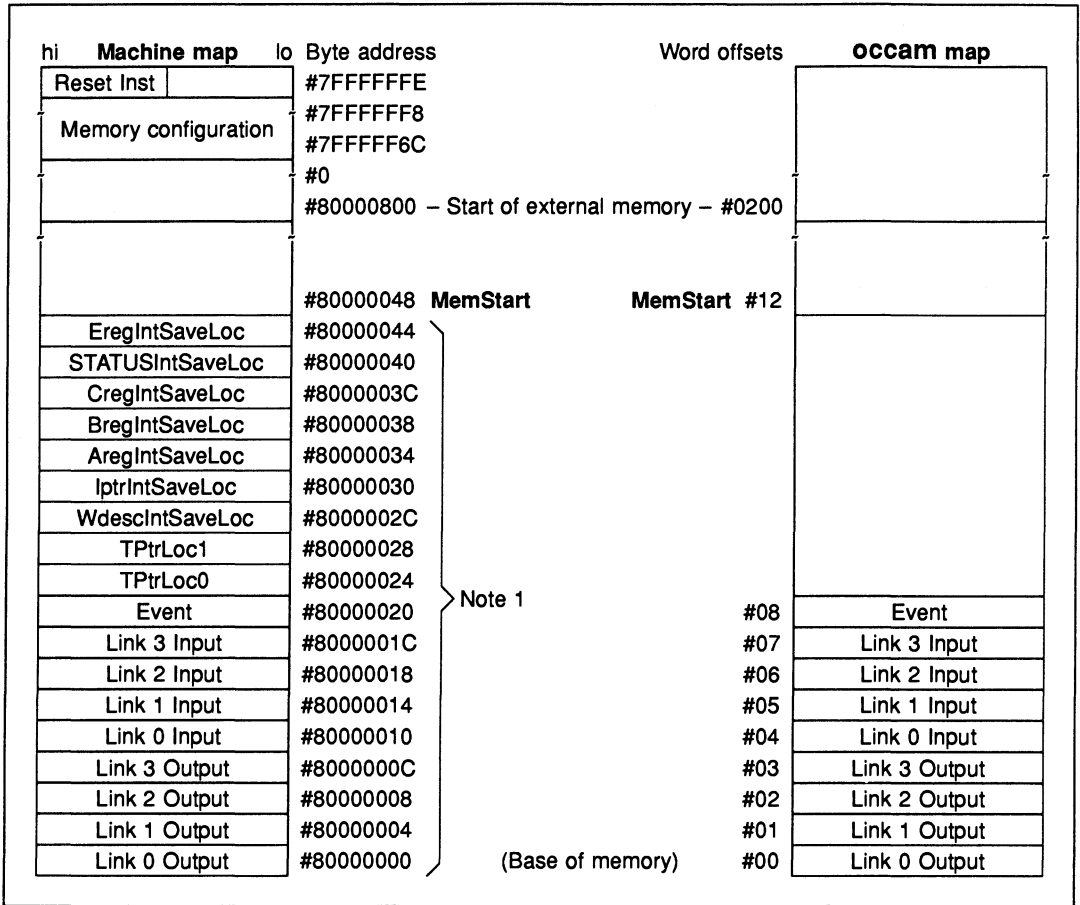 hi Machine map lo Byte address Word offsets occam map
Reset Inst #7FFFFFFE
#7FFFFFF8
Memory configuration
#7FFFFF6C
#0
#80000800 – Start of external memory – #0200
#80000048 MemStart MemStart #12
EregIntSaveLoc #80000044
STATUSIntSaveLoc #80000040
CregIntSaveLoc #8000003C
BregIntSaveLoc #80000038
AregIntSaveLoc #80000034
IptrIntSaveLoc #80000030
WdescIntSaveLoc #8000002C
TPtrLoc1 #80000028
TPtrLoc0 #80000024
Note 1
Event #80000020 #08 Event
Link 3 Input #8000001C #07 Link 3 Input
Link 2 Input #80000018 #06 Link 2 Input
Link 1 Input #80000014 #05 Link 1 Input
Link 0 Input #80000010 #04 Link 0 Input
Link 3 Output #8000000C #03 Link 3 Output
Link 2 Output #80000008 #02 Link 2 Output
Link 1 Output #80000004 #01 Link 1 Output
Link 0 Output #80000000 (Base of memory) #00 Link 0 Output